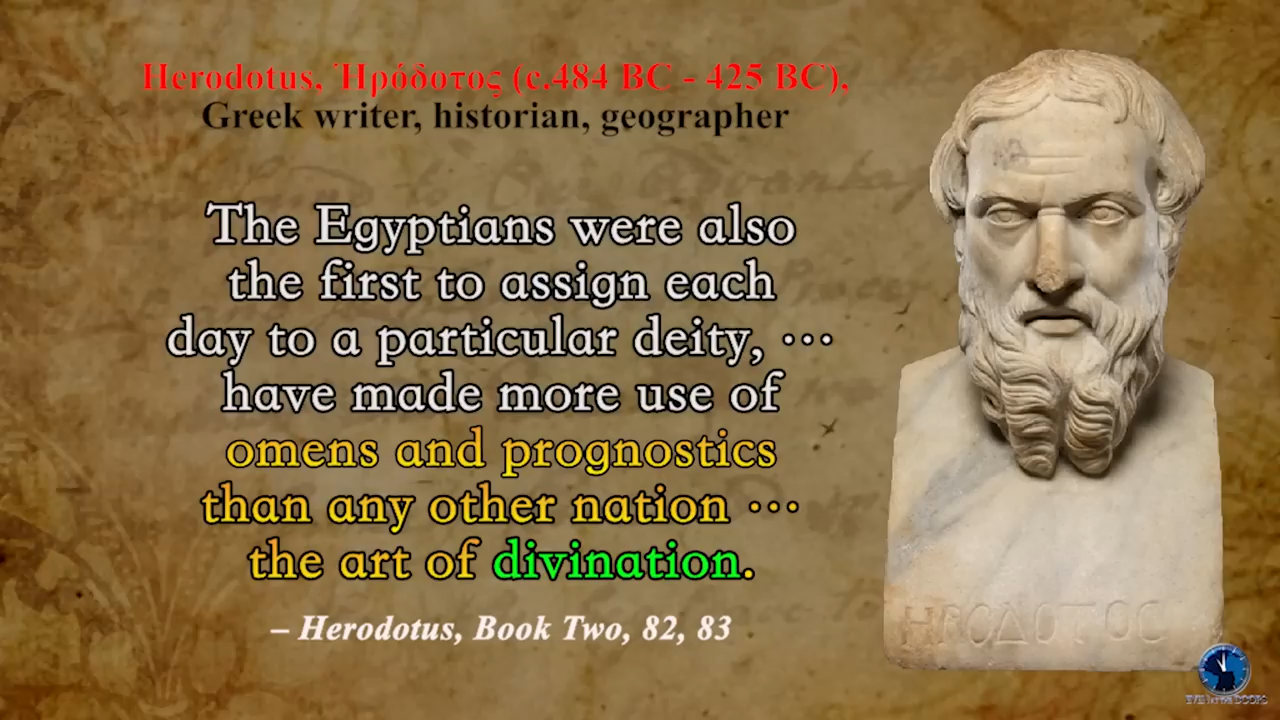 Herodotus, Ἡρόδοτος (c.484 BC - 425 BC),
Greek writer, historian, geographer
The Egyptians were also
the first to assign each
day to a particular deity, ···
have made more use of
omens and prognostics
than any other nation ···
the art of divination.
– Herodotus, Book Two, 82, 83
ΗΡΟΔΟΤΟC